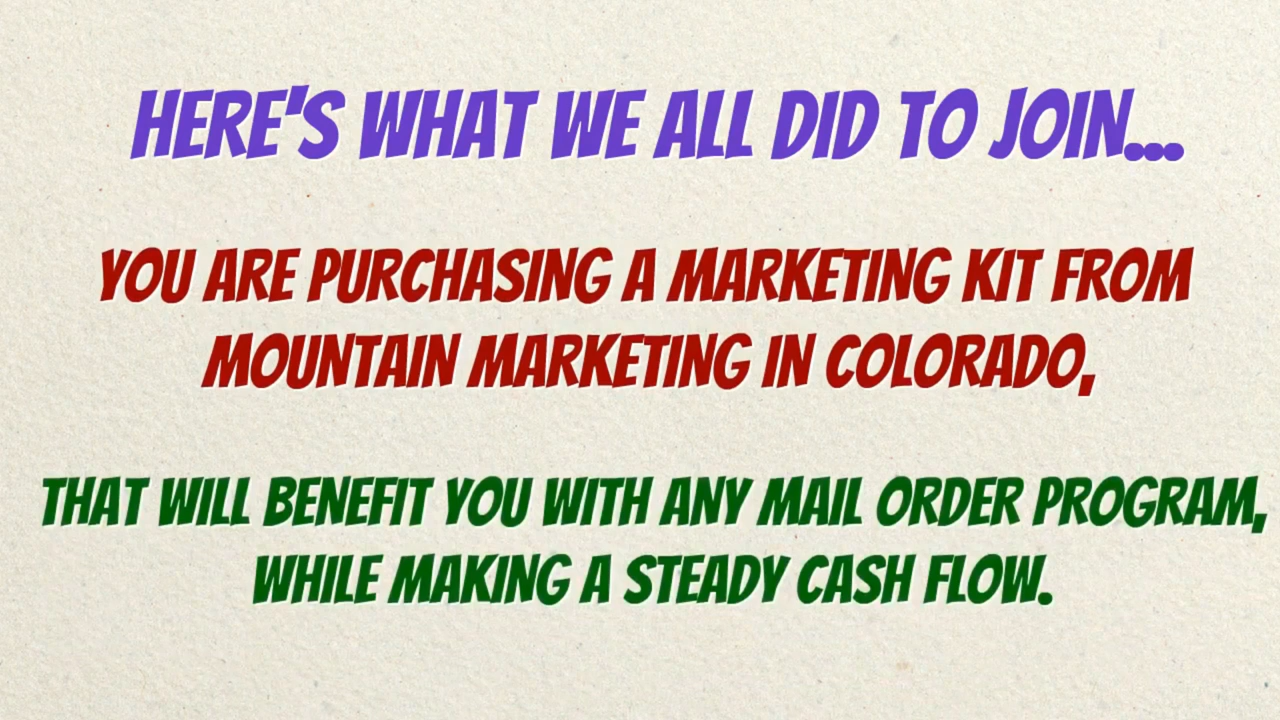 HERE'S WHAT WE ALL DID TO JOIN...
YOU ARE PURCHASING A MARKETING KIT FROM
MOUNTAIN MARKETING IN COLORADO,
THAT WILL BENEFIT YOU WITH ANY MAIL ORDER PROGRAM,
WHILE MAKING A STEADY CASH FLOW.